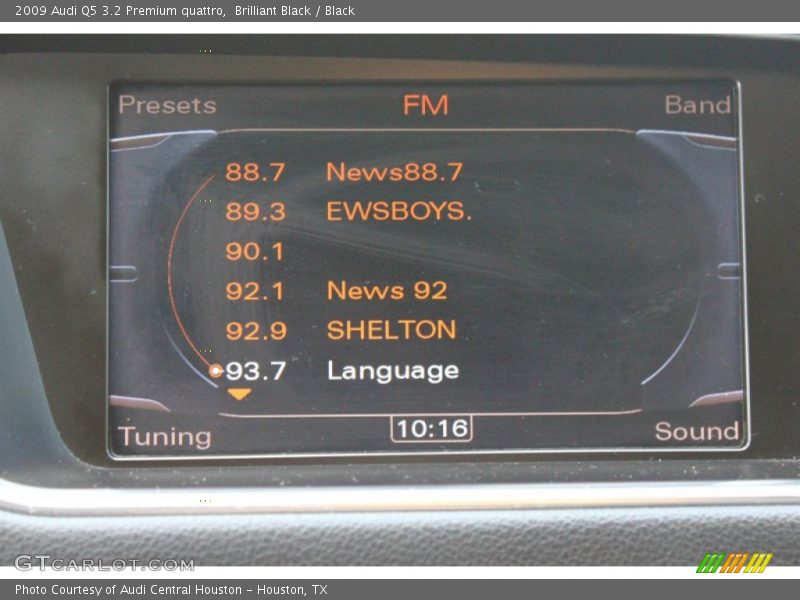 2009 Audi Q5 3.2 Premium quattro,  Brilliant Black / Black
Presets FM Band
88.7 News88.7
89.3 EWSBOYS.
90.1
92.1 News 92
92.9 SHELTON
93.7 Language
Tuning 10:16 Sound
GTCARLOT.COM
Photo Courtesy of Audi Central Houston – Houston, TX